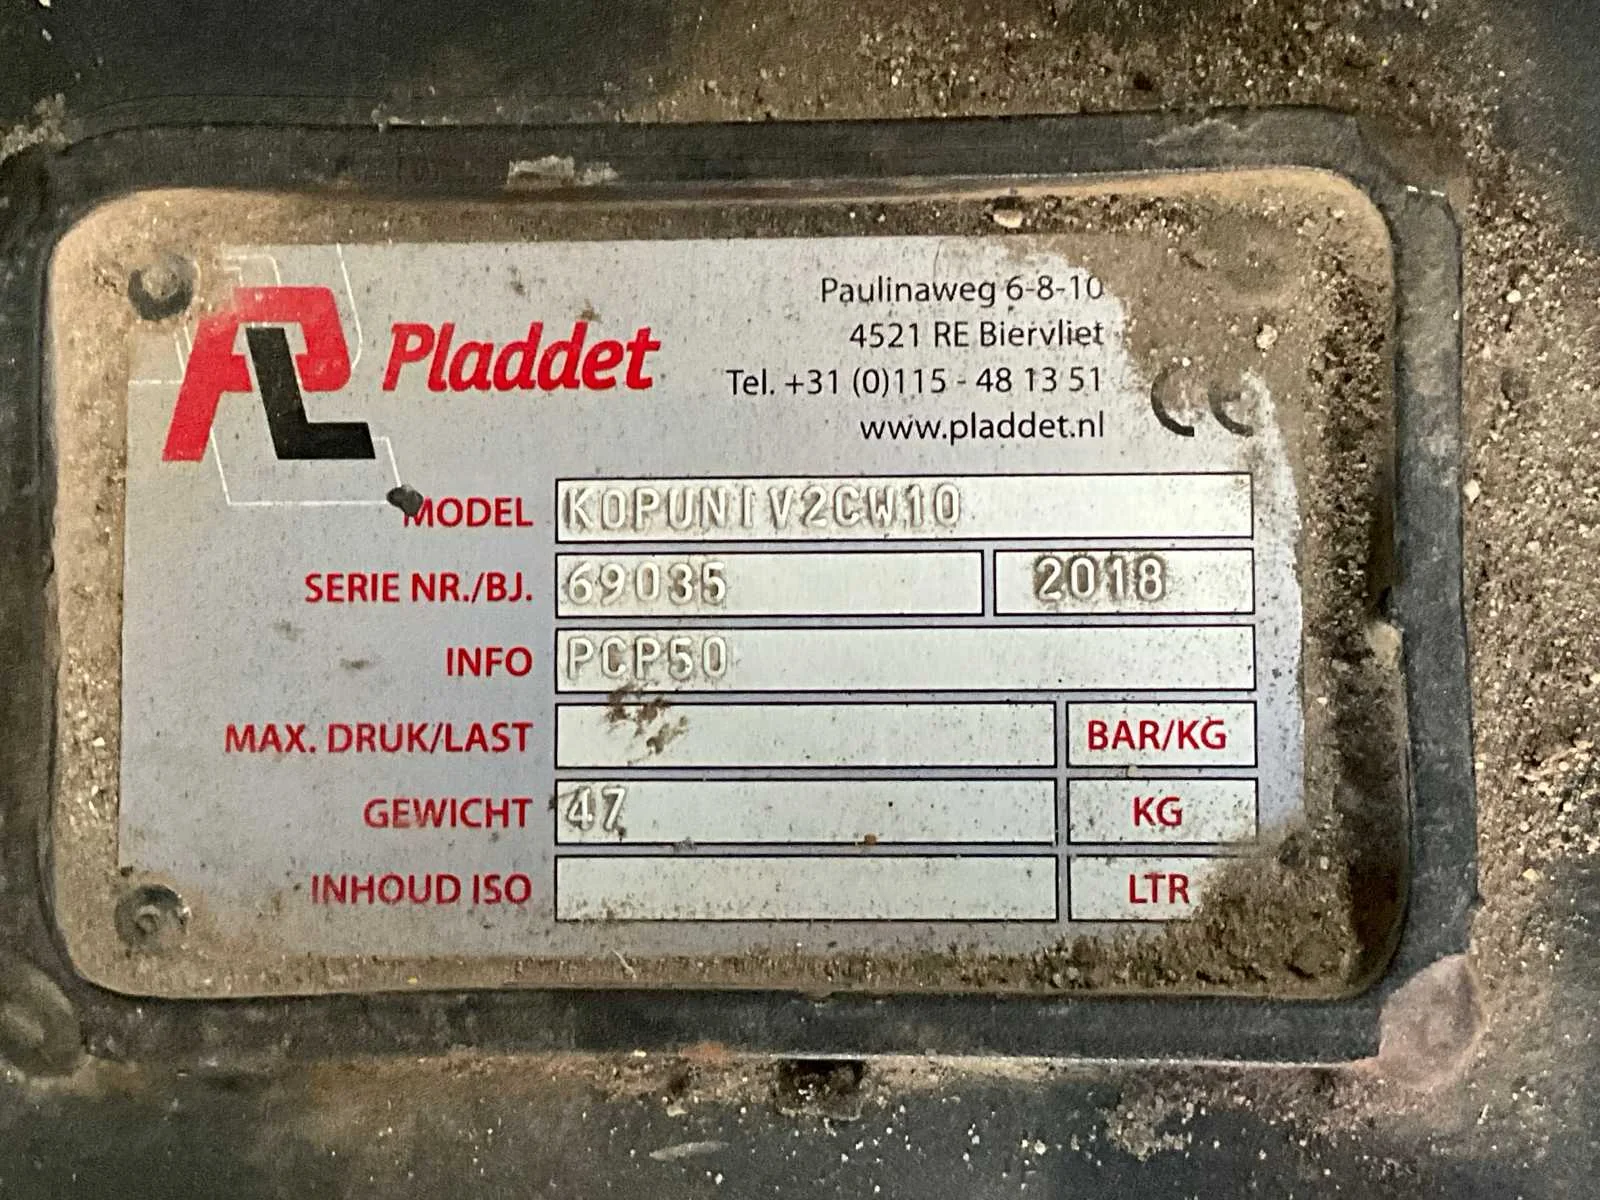 PL Pladdet
Paulinaweg 6-8-10
4521 RE Biervliet
Tel. +31 (0)115 - 48 13 51
www.pladdet.nl
CE
MODEL KOPUNIV2CW10
SERIE NR./BJ. 69035 2018
INFO PCP50
MAX. DRUK/LAST BAR/KG
GEWICHT 47 KG
INHOUD ISO LTR